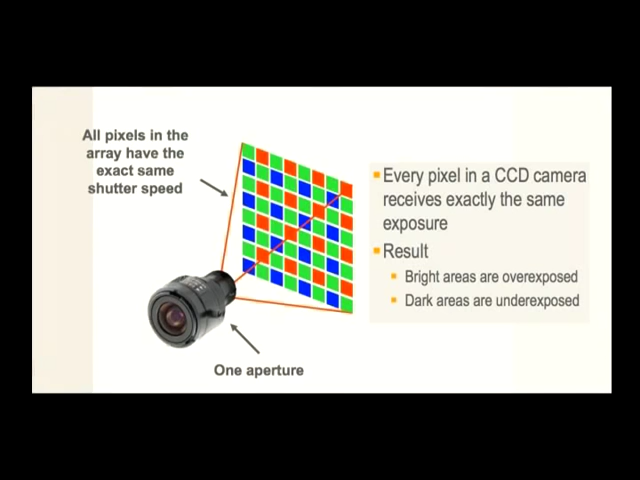 All pixels in the
array have the
exact same
shutter speed
One aperture
Every pixel in a CCD camera
receives exactly the same
exposure
Result
Bright areas are overexposed
Dark areas are underexposed